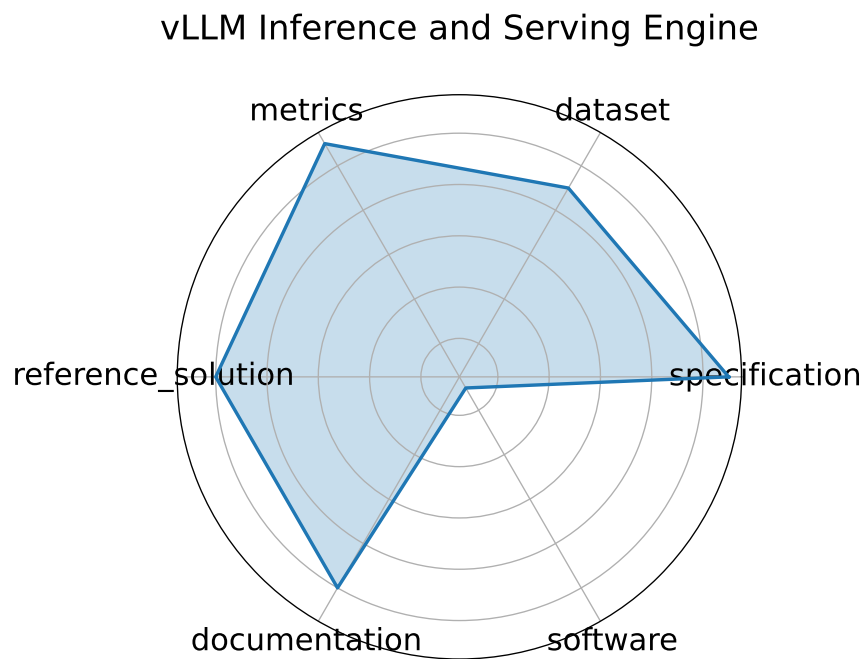 vLLM Inference and Serving Engine
metrics
dataset
reference_solution
specification
documentation
software